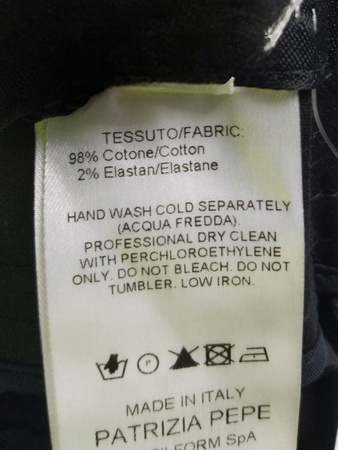 TESSUTO/FABRIC:
98% Cotone/Cotton
2% Elastan/Elastane
HAND WASH COLD SEPARATELY
(ACQUA FREDDA).
PROFESSIONAL DRY CLEAN
WITH PERCHLOROETHYLENE
ONLY. DO NOT BLEACH. DO NOT
TUMBLER. LOW IRON.
P
MADE IN ITALY
PATRIZIA PEPE
SpA